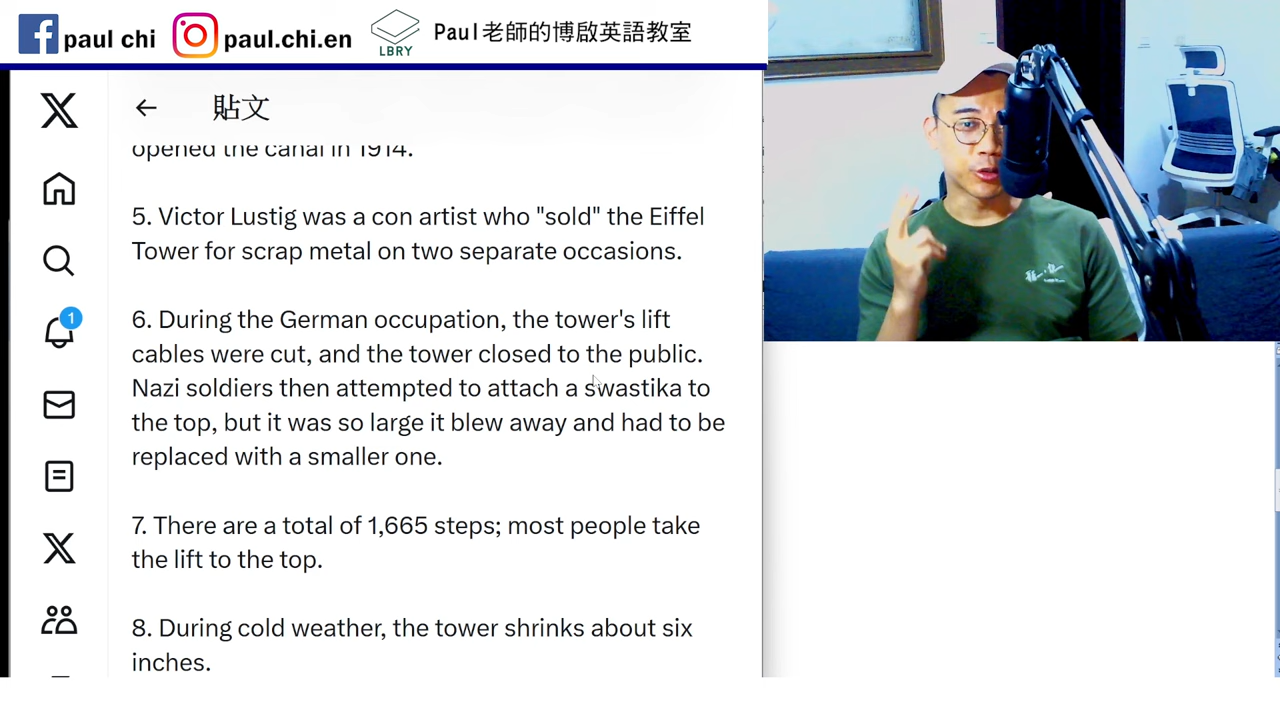 paul chi
paul.chi.en
LBRY
Paul老師的博啟英語教室
貼文
opened the canal in 1914.
5. Victor Lustig was a con artist who "sold" the Eiffel
Tower for scrap metal on two separate occasions.
1
6. During the German occupation, the tower's lift
cables were cut, and the tower closed to the public.
Nazi soldiers then attempted to attach a swastika to
the top, but it was so large it blew away and had to be
replaced with a smaller one.
7. There are a total of 1,665 steps; most people take
the lift to the top.
8. During cold weather, the tower shrinks about six
inches.